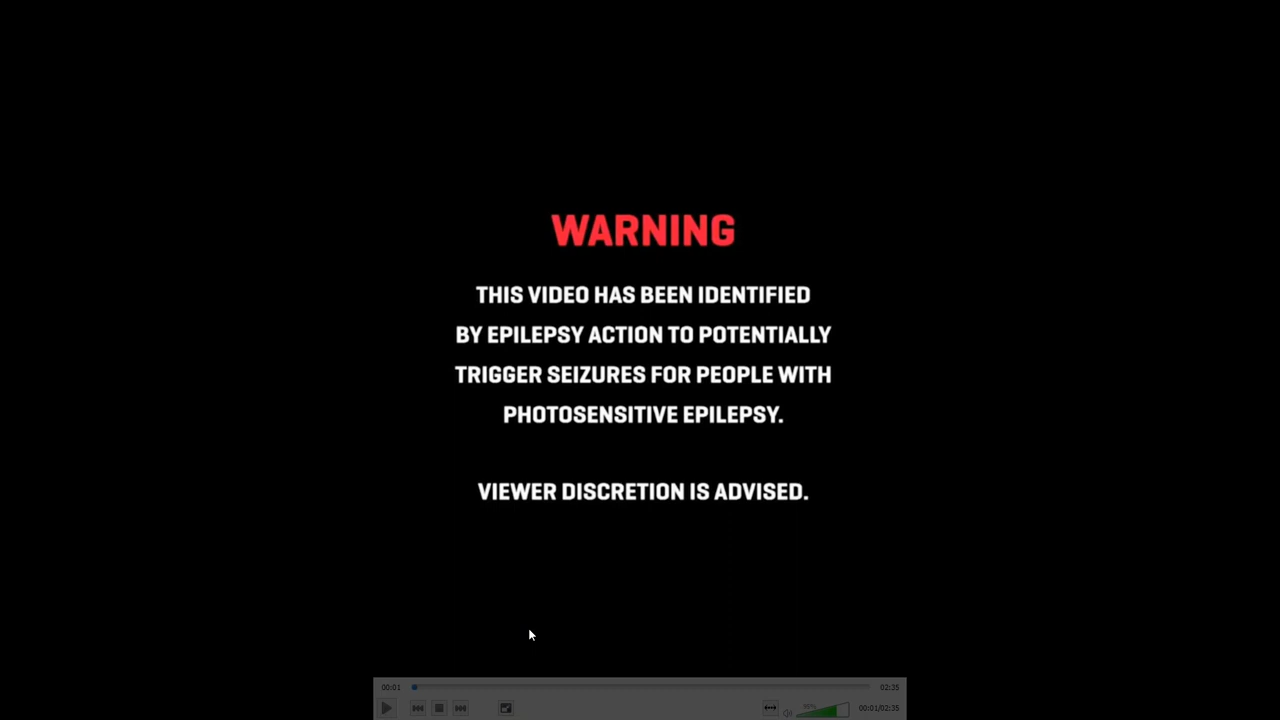 WARNING
THIS VIDEO HAS BEEN IDENTIFIED
BY EPILEPSY ACTION TO POTENTIALLY
TRIGGER SEIZURES FOR PEOPLE WITH
PHOTOSENSITIVE EPILEPSY.
VIEWER DISCRETION IS ADVISED.
00:01 02:35
00:01/02:35